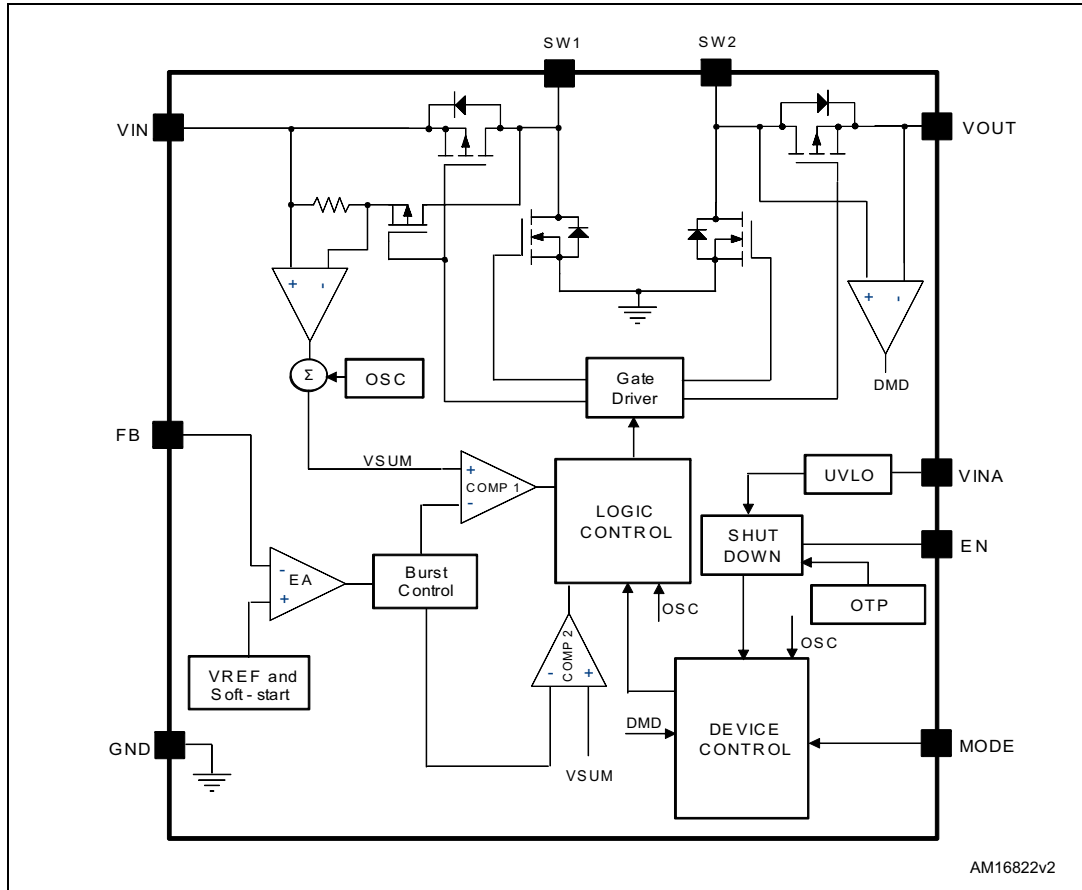 SW1
SW2
VIN
VOUT
+ -
+ -
Σ
OSC
Gate
Driver
DMD
FB
VSUM
+
COMP 1
-
LOGIC
CONTROL
UVLO
VINA
SHUT
DOWN
EN
-
EA
+
Burst
Control
OSC
OTP
COMP 2
- +
OSC
VREF and
Soft-start
DMD
DEVICE
CONTROL
GND
MODE
VSUM
AM16822v2